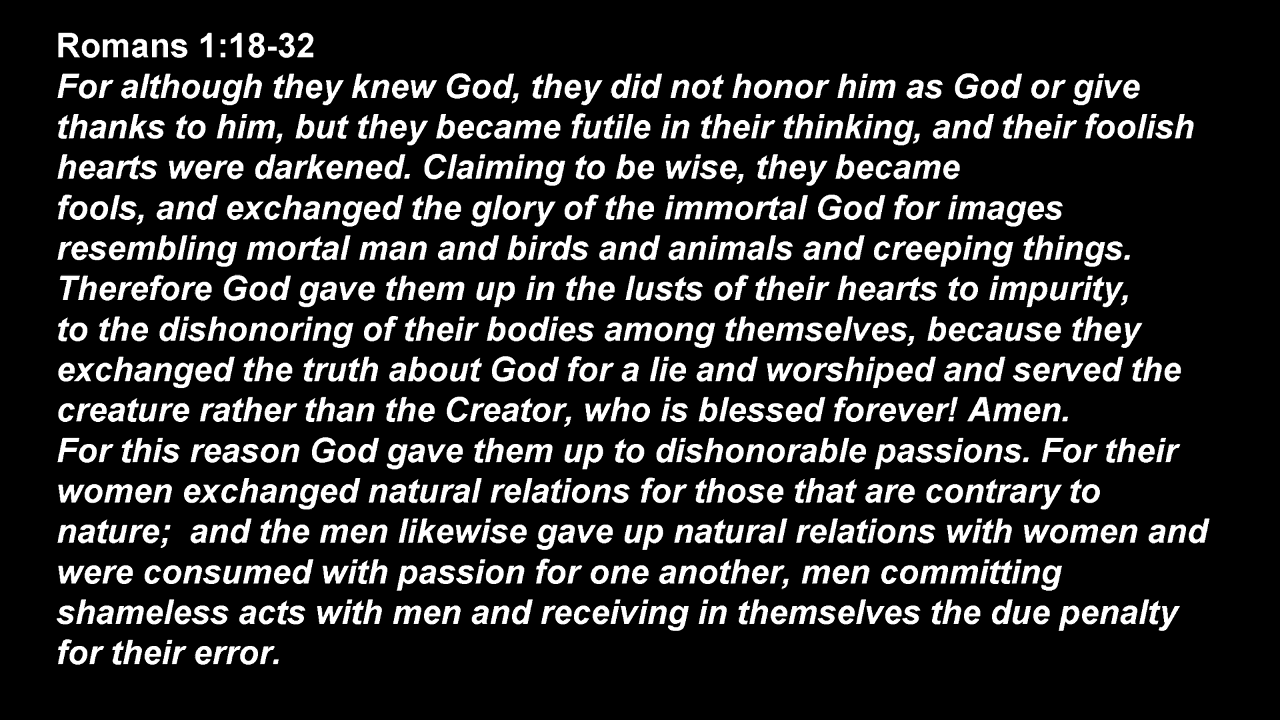 Romans 1:18-32
For although they knew God, they did not honor him as God or give
thanks to him, but they became futile in their thinking, and their foolish
hearts were darkened. Claiming to be wise, they became
fools, and exchanged the glory of the immortal God for images
resembling mortal man and birds and animals and creeping things.
Therefore God gave them up in the lusts of their hearts to impurity,
to the dishonoring of their bodies among themselves, because they
exchanged the truth about God for a lie and worshiped and served the
creature rather than the Creator, who is blessed forever! Amen.
For this reason God gave them up to dishonorable passions. For their
women exchanged natural relations for those that are contrary to
nature;  and the men likewise gave up natural relations with women and
were consumed with passion for one another, men committing
shameless acts with men and receiving in themselves the due penalty
for their error.